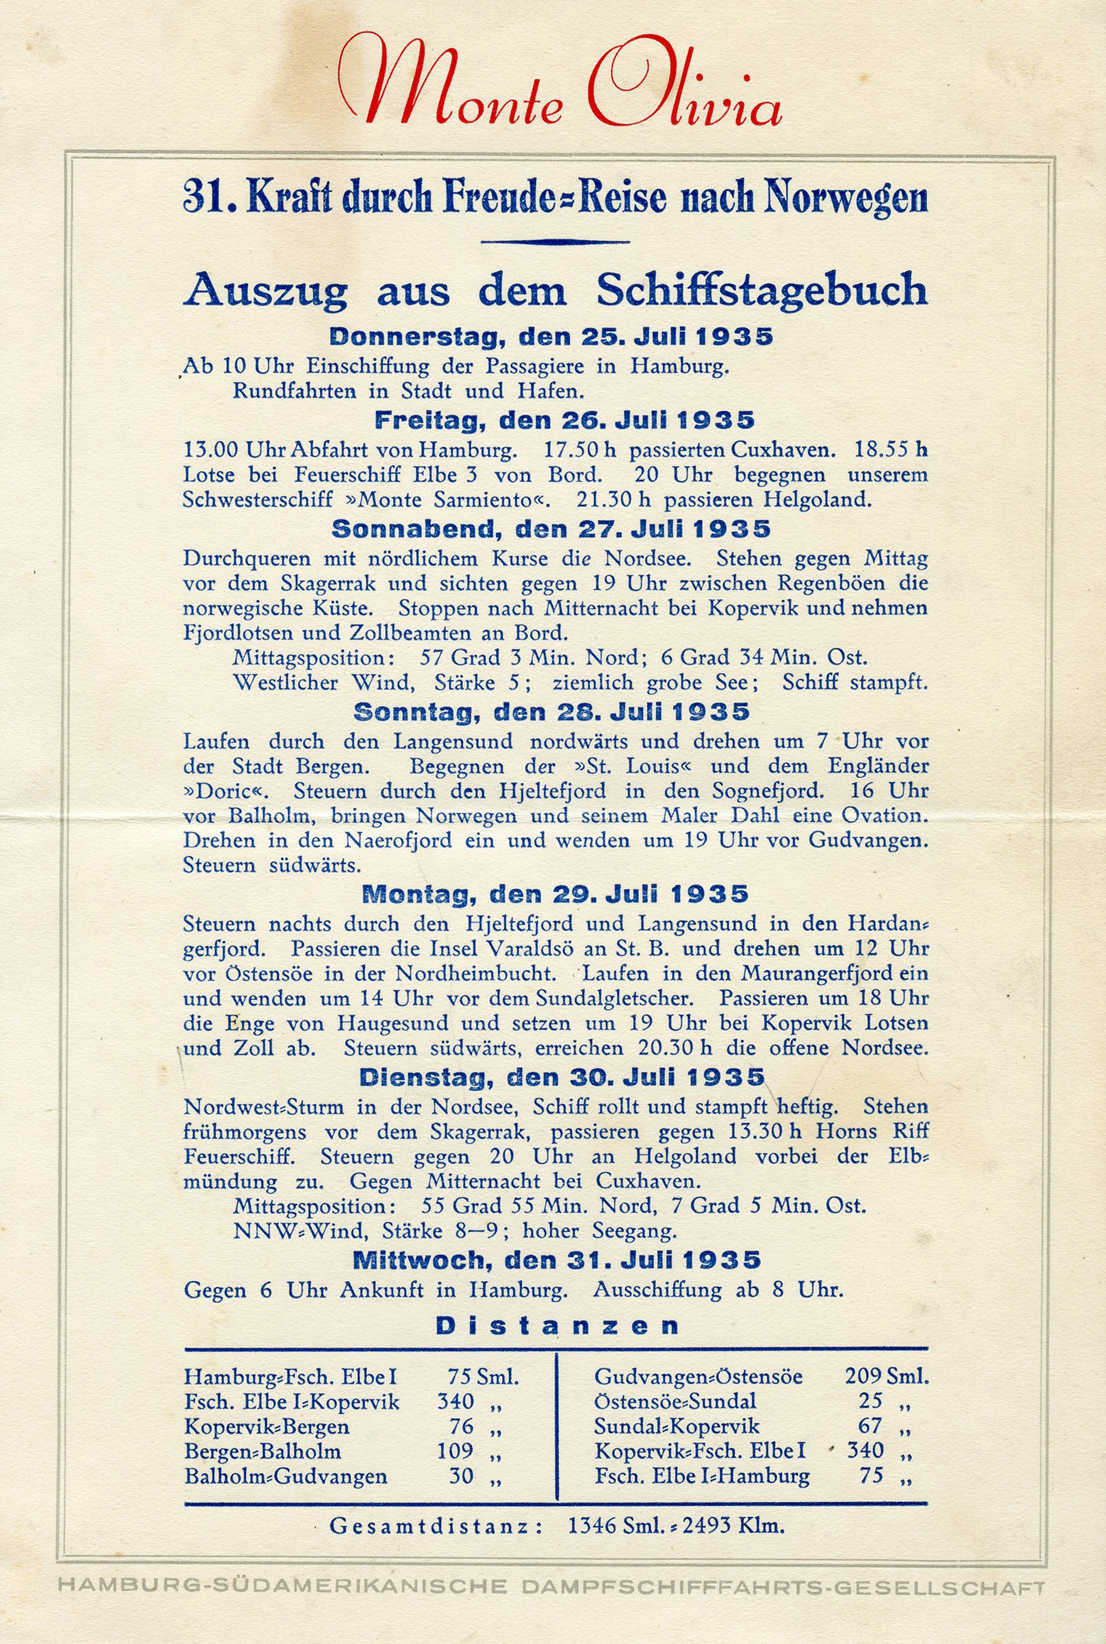 Monte Olivia
31. Kraft durch Freude=Reise nach Norwegen
Auszug aus dem Schiffstagebuch
Donnerstag, den 25. Juli 1935
Ab 10 Uhr Einschiffung der Passagiere in Hamburg.
Rundfahrten in Stadt und Hafen.
Freitag, den 26. Juli 1935
13.00 Uhr Abfahrt von Hamburg. 17.50 h passierten Cuxhaven. 18.55 h
Lotse bei Feuerschiff Elbe 3 von Bord. 20 Uhr begegnen unserem
Schwesterschiff »Monte Sarmiento«. 21.30 h passieren Helgoland.
Sonnabend, den 27. Juli 1935
Durchqueren mit nördlichem Kurse die Nordsee. Stehen gegen Mittag
vor dem Skagerrak und sichten gegen 19 Uhr zwischen Regenböen die
norwegische Küste. Stoppen nach Mitternacht bei Kopervik und nehmen
Fjordlotsen und Zollbeamten an Bord.
Mittagsposition: 57 Grad 3 Min. Nord; 6 Grad 34 Min. Ost.
Westlicher Wind, Stärke 5; ziemlich grobe See; Schiff stampft.
Sonntag, den 28. Juli 1935
Laufen durch den Langensund nordwärts und drehen um 7 Uhr vor
der Stadt Bergen. Begegnen der »St. Louis« und dem Engländer
»Doric«. Steuern durch den Hjeltefjord in den Sognefjord. 16 Uhr
vor Balholm, bringen Norwegen und seinem Maler Dahl eine Ovation.
Drehen in den Naerofjord ein und wenden um 19 Uhr vor Gudvangen.
Steuern südwärts.
Montag, den 29. Juli 1935
Steuern nachts durch den Hjeltefjord und Langensund in den Hardan=
gerfjord. Passieren die Insel Varaldsö an St. B. und drehen um 12 Uhr
vor Östensöe in der Nordheimbucht. Laufen in den Maurangerfjord ein
und wenden um 14 Uhr vor dem Sundalgletscher. Passieren um 18 Uhr
die Enge von Haugesund und setzen um 19 Uhr bei Kopervik Lotsen
und Zoll ab. Steuern südwärts, erreichen 20.30 h die offene Nordsee.
Dienstag, den 30. Juli 1935
Nordwest=Sturm in der Nordsee, Schiff rollt und stampft heftig. Stehen
frühmorgens vor dem Skagerrak, passieren gegen 13.30 h Horns Riff
Feuerschiff. Steuern gegen 20 Uhr an Helgoland vorbei der Elb=
mündung zu. Gegen Mitternacht bei Cuxhaven.
Mittagsposition: 55 Grad 55 Min. Nord, 7 Grad 5 Min. Ost.
NNW=Wind, Stärke 8—9; hoher Seegang.
Mittwoch, den 31. Juli 1935
Gegen 6 Uhr Ankunft in Hamburg. Ausschiffung ab 8 Uhr.
Distanzen
Hamburg=Fsch. Elbe I 75 Sml.
Fsch. Elbe I=Kopervik 340 „
Kopervik=Bergen 76 „
Bergen=Balholm 109 „
Balholm=Gudvangen 30 „
Gudvangen=Östensöe 209 Sml.
Östensöe=Sundal 25 „
Sundal=Kopervik 67 „
Kopervik=Fsch. Elbe I 340 „
Fsch. Elbe I=Hamburg 75 „
Gesamtdistanz: 1346 Sml. = 2493 Klm.
HAMBURG-SÜDAMERIKANISCHE DAMPFSCHIFFFAHRTS-GESELLSCHAFT